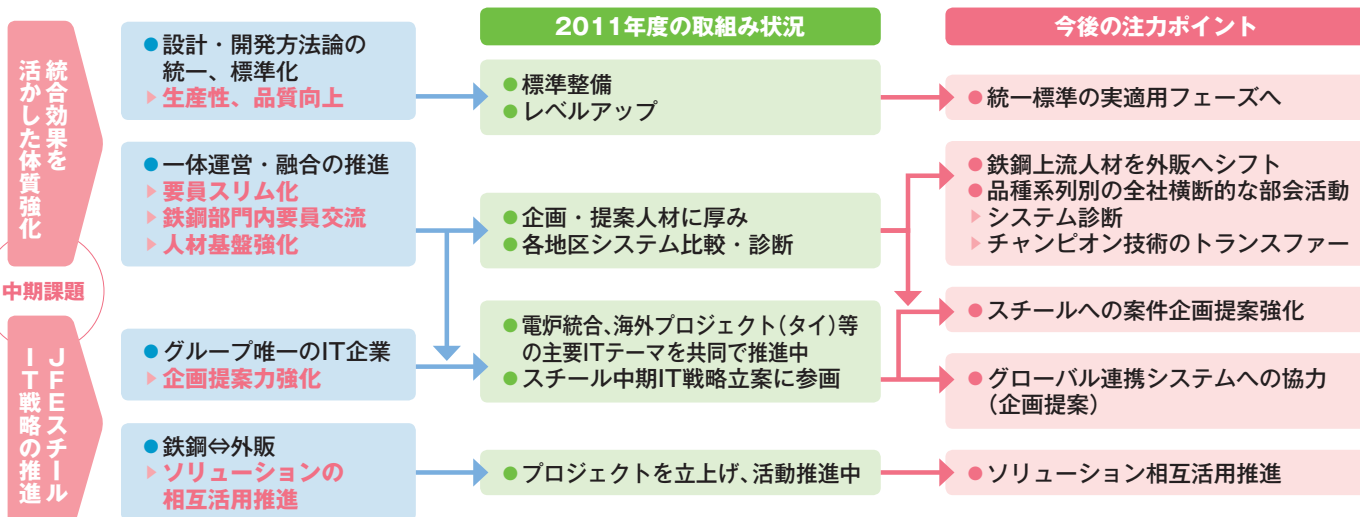 統合効果を
活かした体質強化
中期課題
JFEスチール
IT戦略の推進
●設計・開発方法論の
統一、標準化
▶生産性、品質向上
●一体運営・融合の推進
▶要員スリム化
▶鉄鋼部門内要員交流
▶人材基盤強化
●グループ唯一のIT企業
▶企画提案力強化
●鉄鋼⇔外販
▶ソリューションの
相互活用推進
2011年度の取組み状況
●標準整備
●レベルアップ
●企画・提案人材に厚み
●各地区システム比較・診断
●電炉統合、海外プロジェクト(タイ)等
の主要ITテーマを共同で推進中
●スチール中期IT戦略立案に参画
●プロジェクトを立上げ、活動推進中
今後の注力ポイント
●統一標準の実適用フェーズへ
●鉄鋼上流人材を外販へシフト
●品種系列別の全社横断的な部会活動
▶システム診断
▶チャンピオン技術のトランスファー
●スチールへの案件企画提案強化
●グローバル連携システムへの協力
(企画提案)
●ソリューション相互活用推進